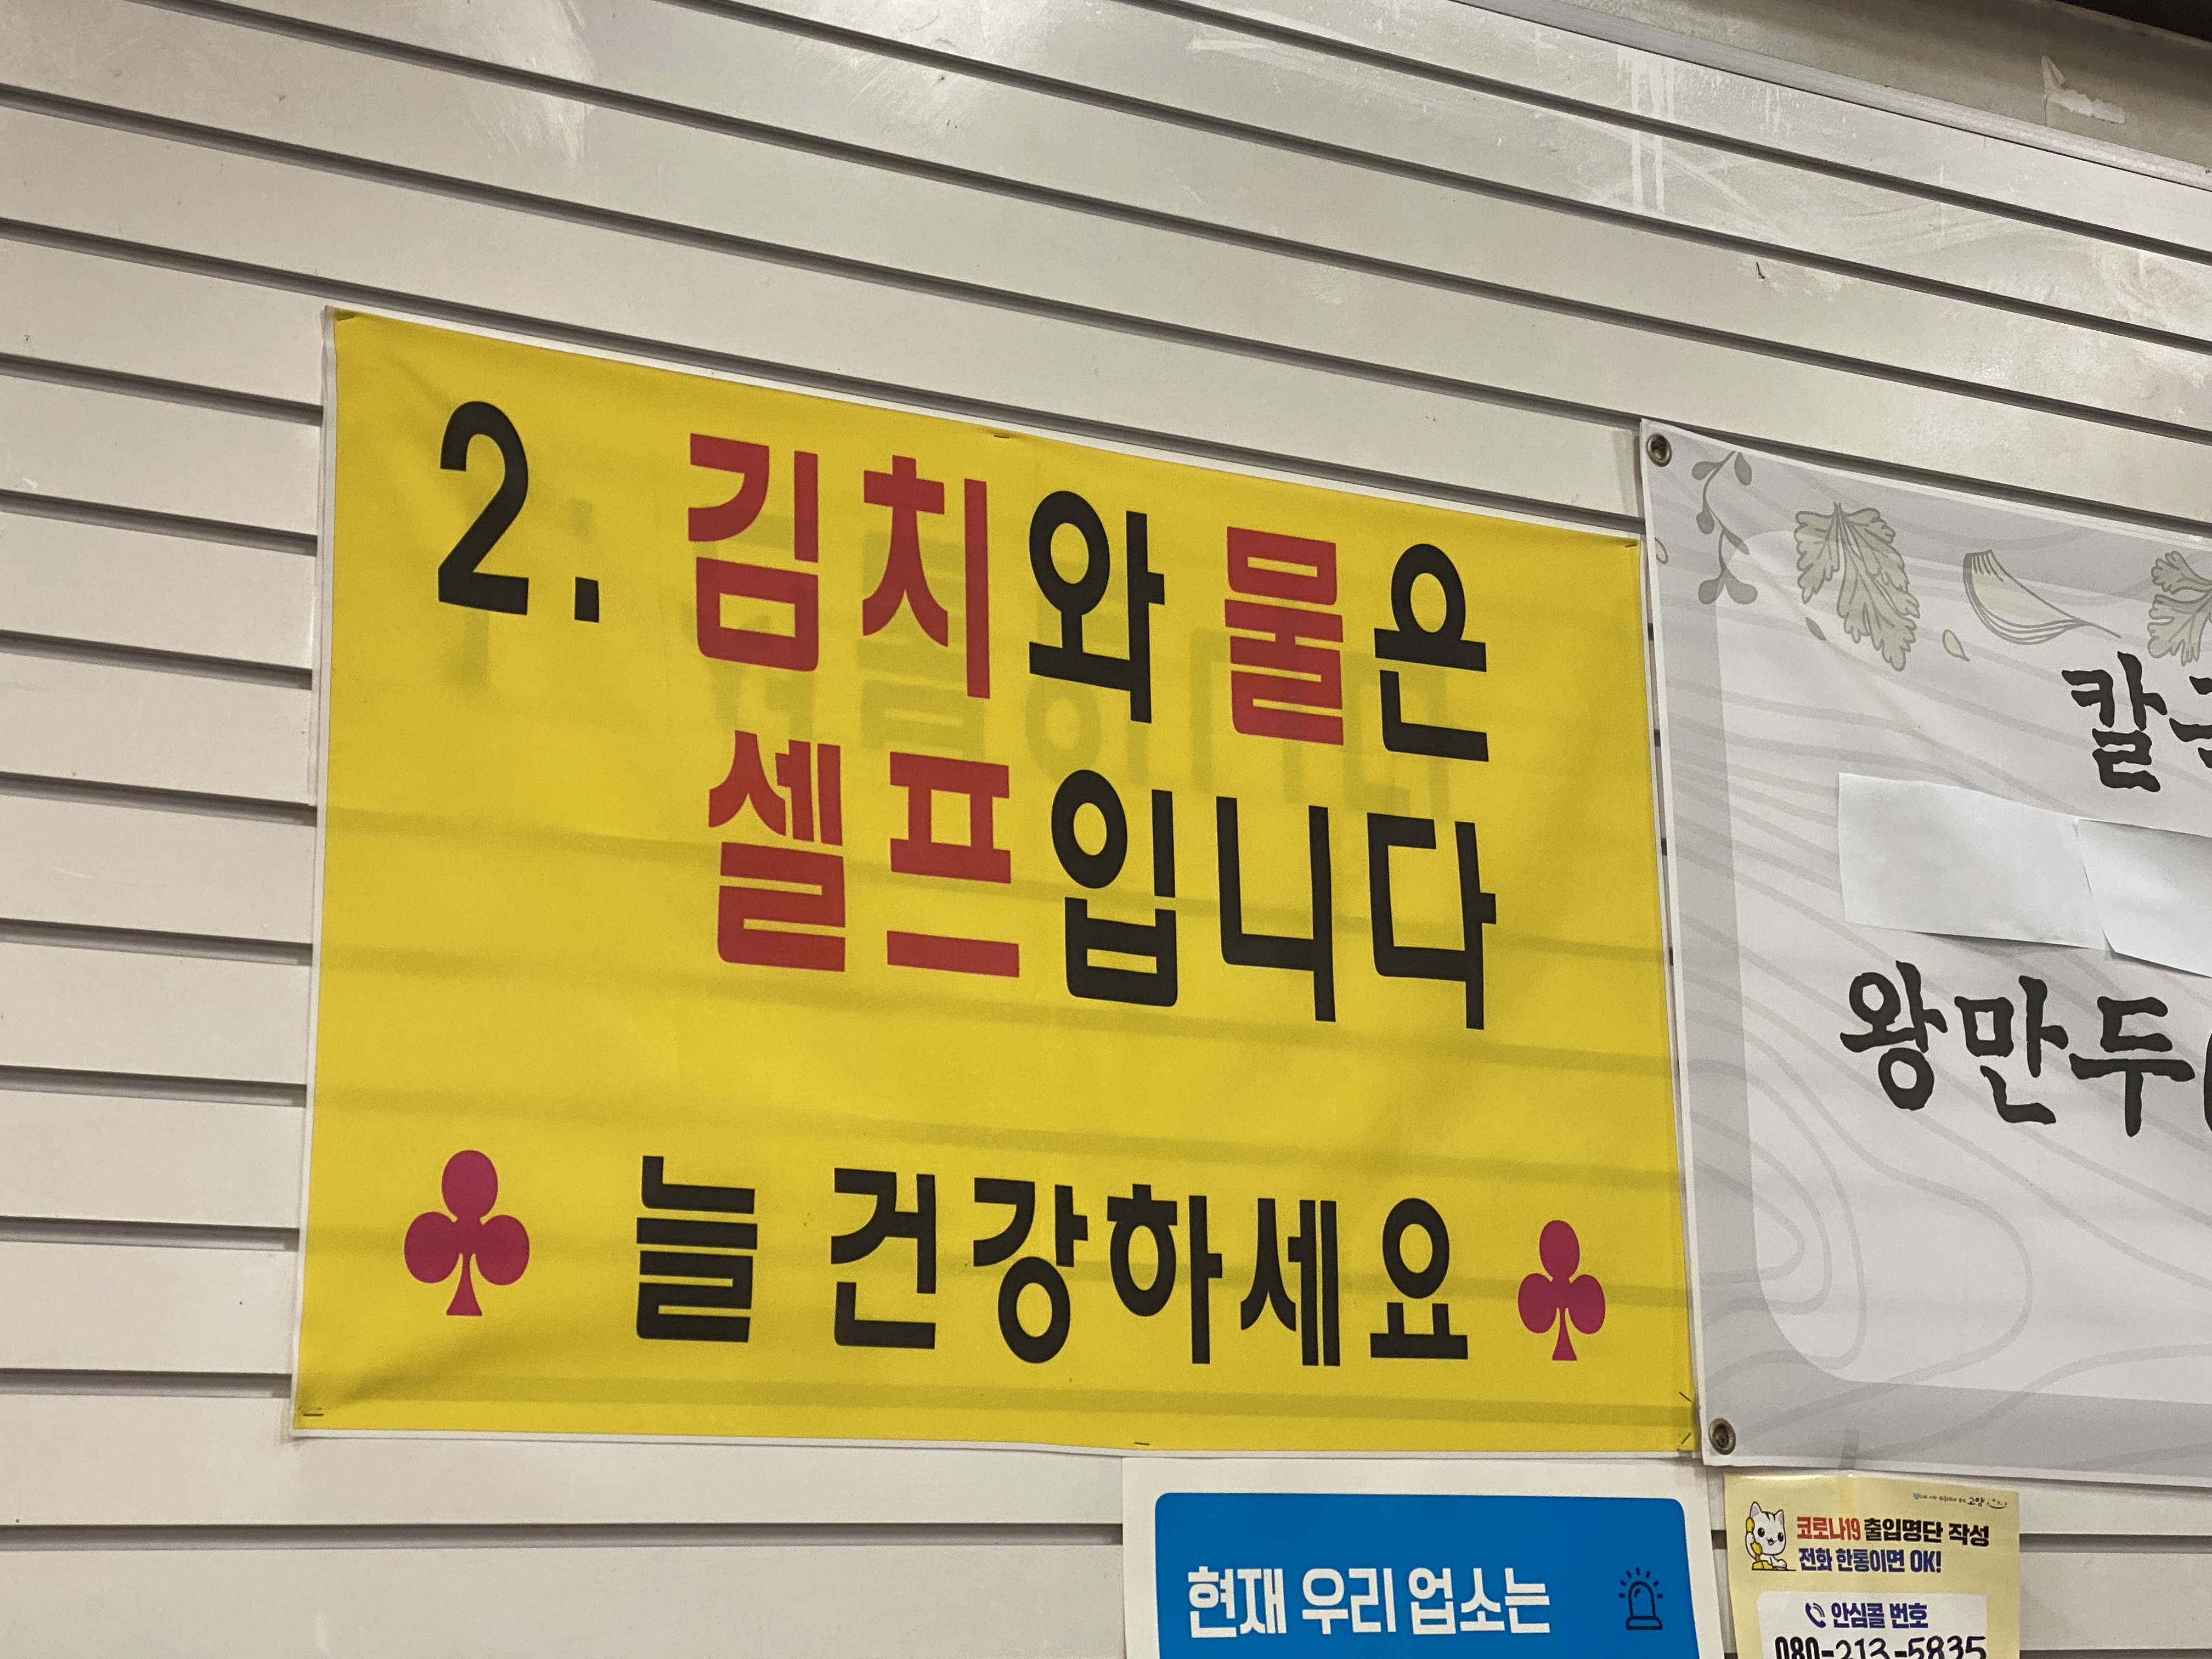 2. 김치와 물은
셀프입니다
♣ 늘 건강하세요 ♣
왕만두
현재 우리 업소는
고양
코로나19 출입명단 작성
전화 한통이면 OK!
안심콜 번호
080-213-5835